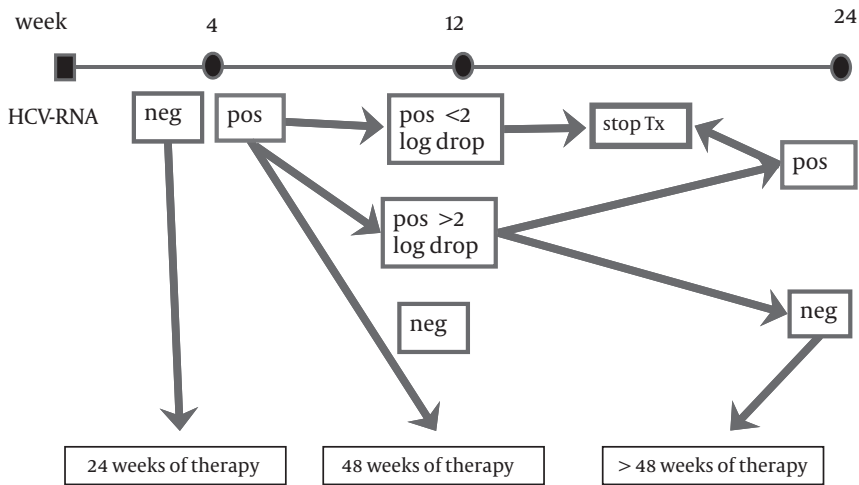 week
4
12
24
HCV-RNA
neg
pos
pos <2
log drop
stop Tx
pos
pos >2
log drop
neg
neg
24 weeks of therapy
48 weeks of therapy
> 48 weeks of therapy